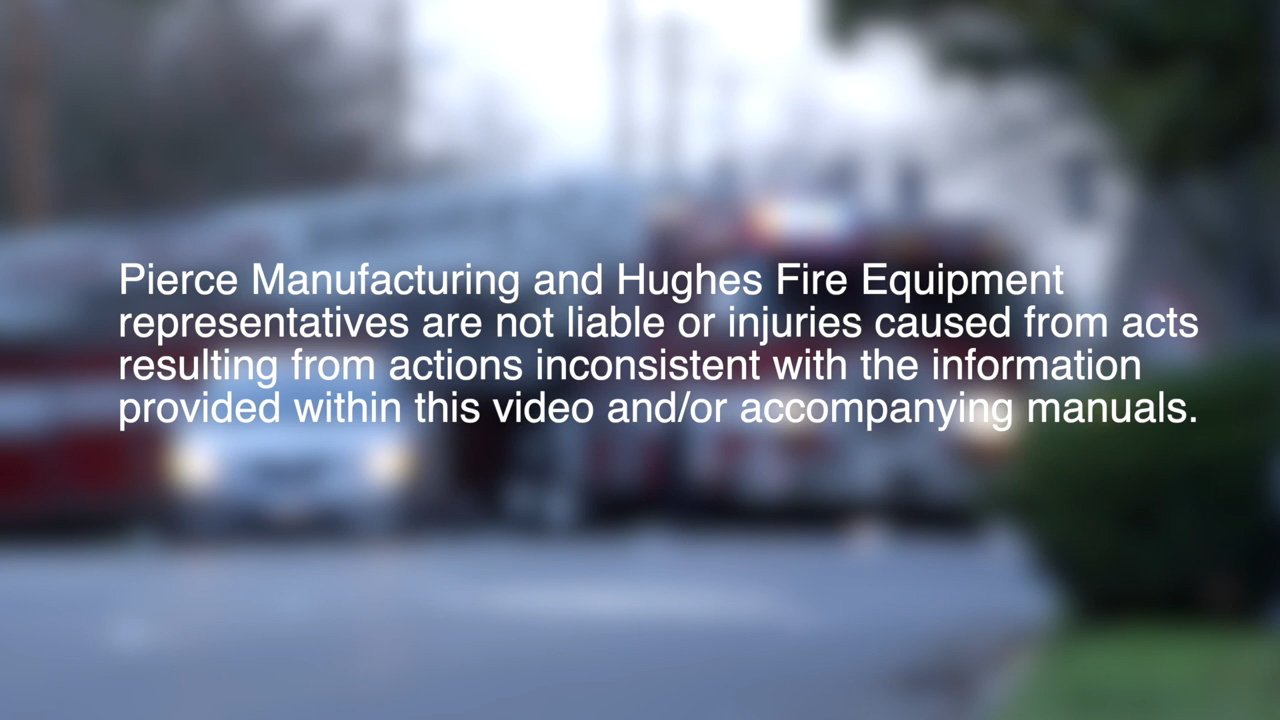 Pierce Manufacturing and Hughes Fire Equipment
representatives are not liable or injuries caused from acts
resulting from actions inconsistent with the information
provided within this video and/or accompanying manuals.